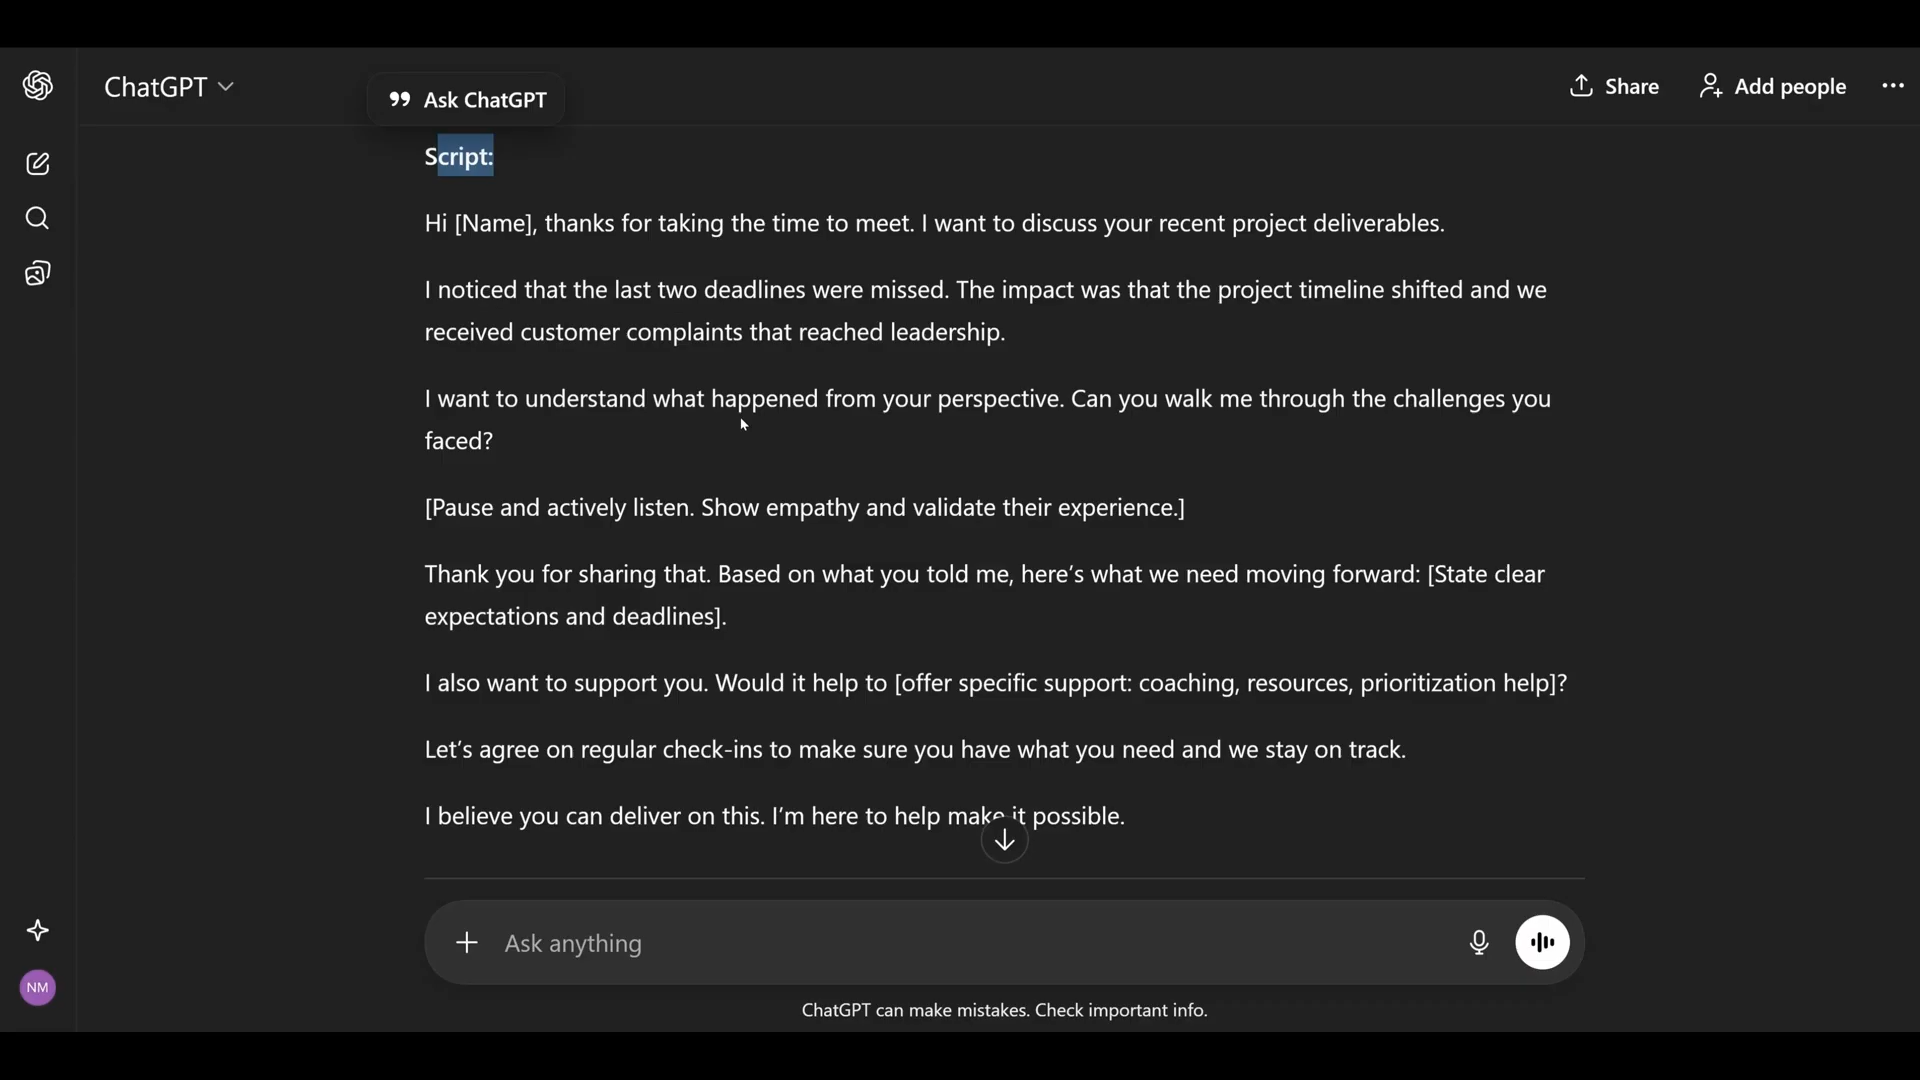 ChatGPT
Ask ChatGPT
Share
Add people
Script:
Hi [Name], thanks for taking the time to meet. I want to discuss your recent project deliverables.
I noticed that the last two deadlines were missed. The impact was that the project timeline shifted and we
received customer complaints that reached leadership.
I want to understand what happened from your perspective. Can you walk me through the challenges you
faced?
[Pause and actively listen. Show empathy and validate their experience.]
Thank you for sharing that. Based on what you told me, here’s what we need moving forward: [State clear
expectations and deadlines].
I also want to support you. Would it help to [offer specific support: coaching, resources, prioritization help]?
Let’s agree on regular check-ins to make sure you have what you need and we stay on track.
I believe you can deliver on this. I’m here to help make it possible.
Ask anything
NM
ChatGPT can make mistakes. Check important info.